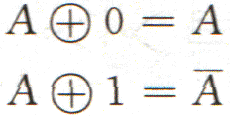 A ⊕ 0 = A
A ⊕ 1 = A̅